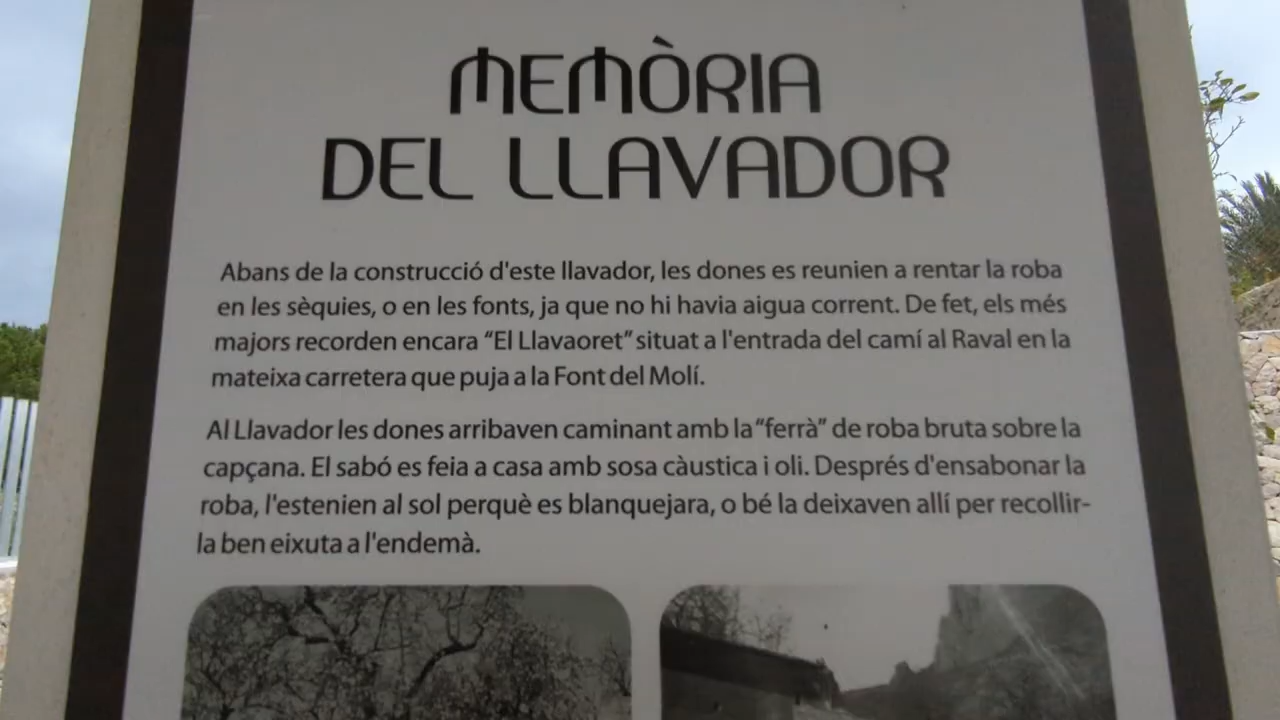 MEMÒRIA
DEL LLAVADOR
Abans de la construcció d'este llavador, les dones es reunien a rentar la roba
en les sèquies, o en les fonts, ja que no hi havia aigua corrent. De fet, els més
majors recorden encara “El Llavaoret” situat a l'entrada del camí al Raval en la
mateixa carretera que puja a la Font del Molí.
Al Llavador les dones arribaven caminant amb la “ferrà” de roba bruta sobre la
capçana. El sabó es feia a casa amb sosa càustica i oli. Després d'ensabonar la
roba, l'estenien al sol perquè es blanquejara, o bé la deixaven allí per recollir-
la ben eixuta a l'endemà.